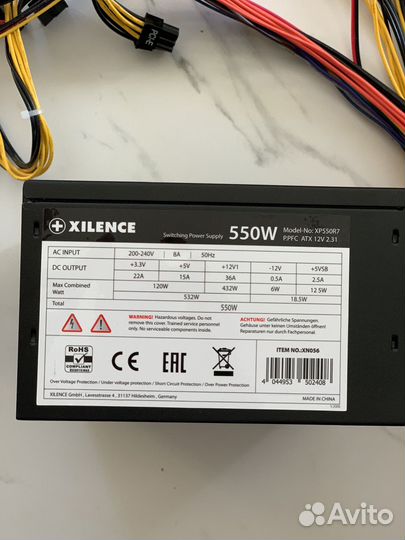 PCI-E
XILENCE
Switching Power Supply
550W
Model-No: XP550R7
P.PFC ATX 12V 2.31
AC INPUT 200-240V 8A 50Hz
DC OUTPUT +3.3V +5V +12V1 -12V +5VSB
22A 15A 36A 0.5A 2.5A
Max Combined Watt 120W 432W 6W 12.5W
532W 18.5W
Total 550W
WARNING! Hazardous voltages. Do not remove this cover. Trained service personnel only. No serviceable components inside.
ACHTUNG! Gefährliche Spannungen. Gehäuse nicht öffnen! Reparaturen nur durch Fachpersonal.
RoHS
COMPLIANT
CE
EAC
ITEM NO.:XN056
4 044953 502408
Over Voltage Protection / Under voltage protection / Short Circuit Protection / Over Power Protection
XILENCE GmbH , Lavesstrasse 4 , 31137 Hildesheim , Germany
MADE IN CHINA
Avito